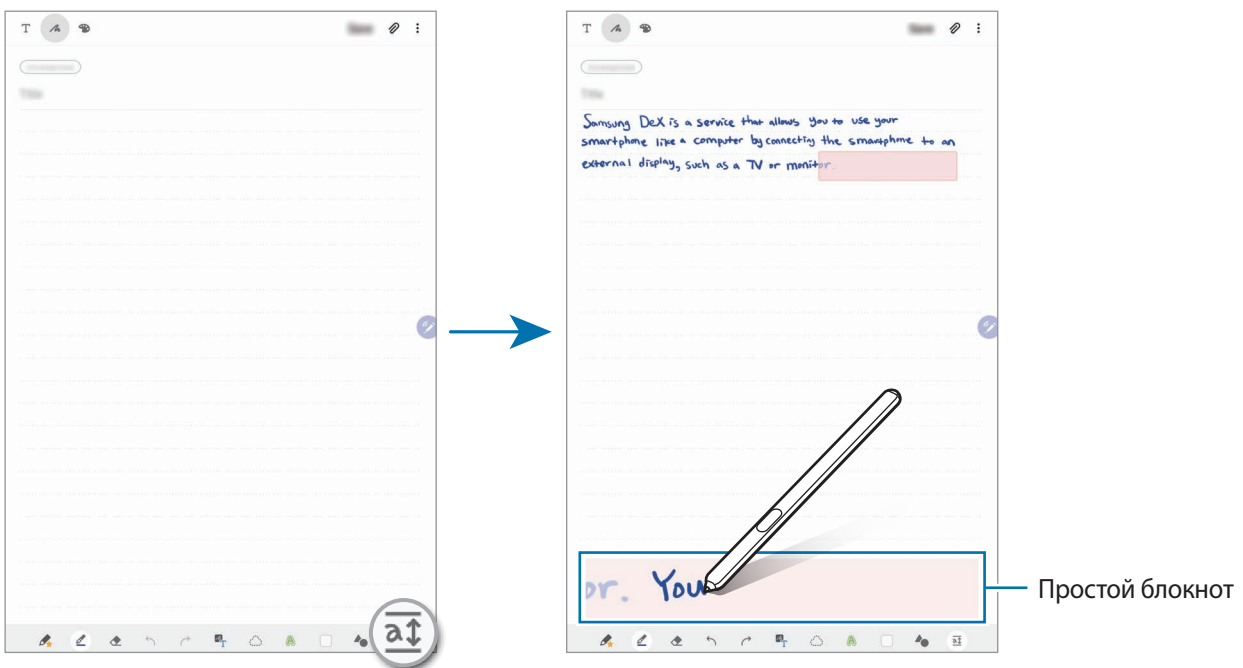 T
T
Samsung DeX is a service that allows you to use your
smartphone like a computer by connecting the smartphone to an
external display, such as a TV or monitor.
or. You
Простой блокнот
a